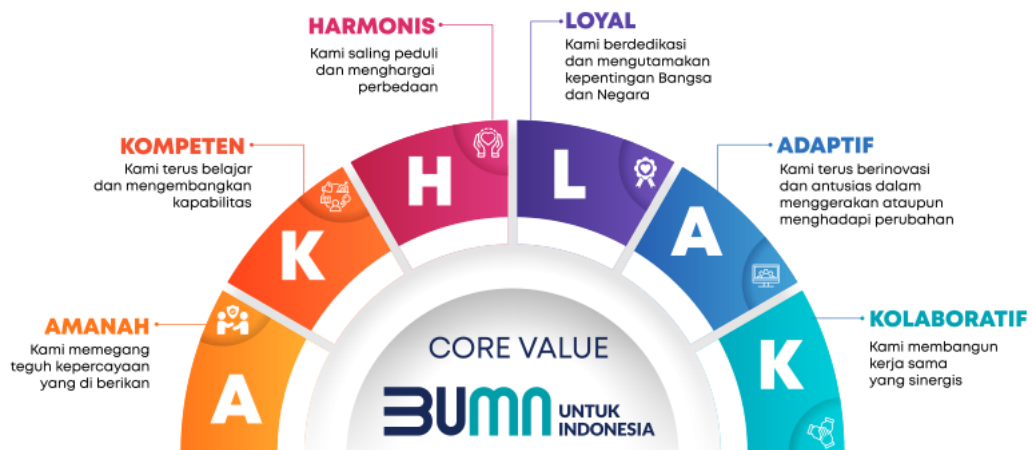 HARMONIS
Kami saling peduli
dan menghargai
perbedaan
LOYAL
Kami berdedikasi
dan mengutamakan
kepentingan Bangsa
dan Negara
KOMPETEN
Kami terus belajar
dan mengembangkan
kapabilitas
ADAPTIF
Kami terus berinovasi
dan antusias dalam
menggerakan ataupun
menghadapi perubahan
AMANAH
Kami memegang
teguh kepercayaan
yang di berikan
KOLABORATIF
Kami membangun
kerja sama
yang sinergis
A
K
H
L
A
K
CORE VALUE
BUMN UNTUK
INDONESIA